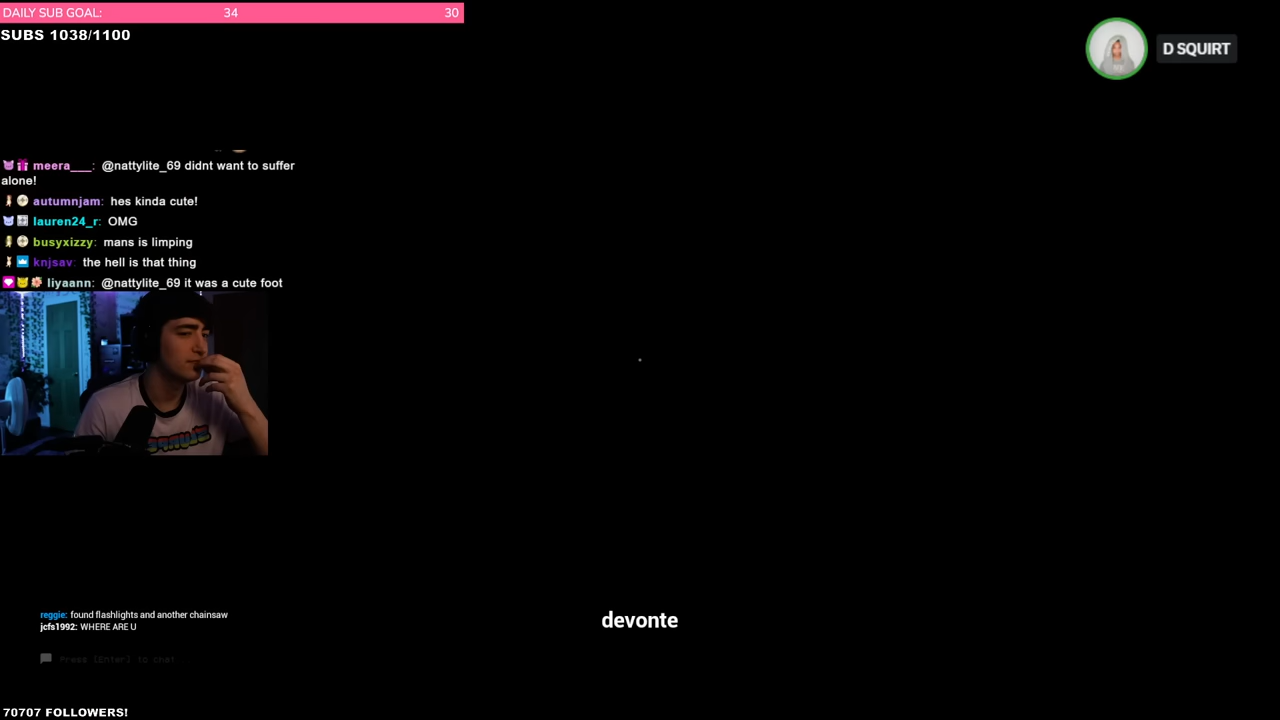 DAILY SUB GOAL: 34 30
SUBS 1038/1100
D SQUIRT
meera___: @nattylite_69 didnt want to suffer
alone!
autumnjam: hes kinda cute!
lauren24_r: OMG
busyxizzy: mans is limping
knjsav: the hell is that thing
liyaann: @nattylite_69 it was a cute foot
reggie: found flashlights and another chainsaw
jcfs1992: WHERE ARE U
devonte
Press [Enter] to chat
70707 FOLLOWERS!